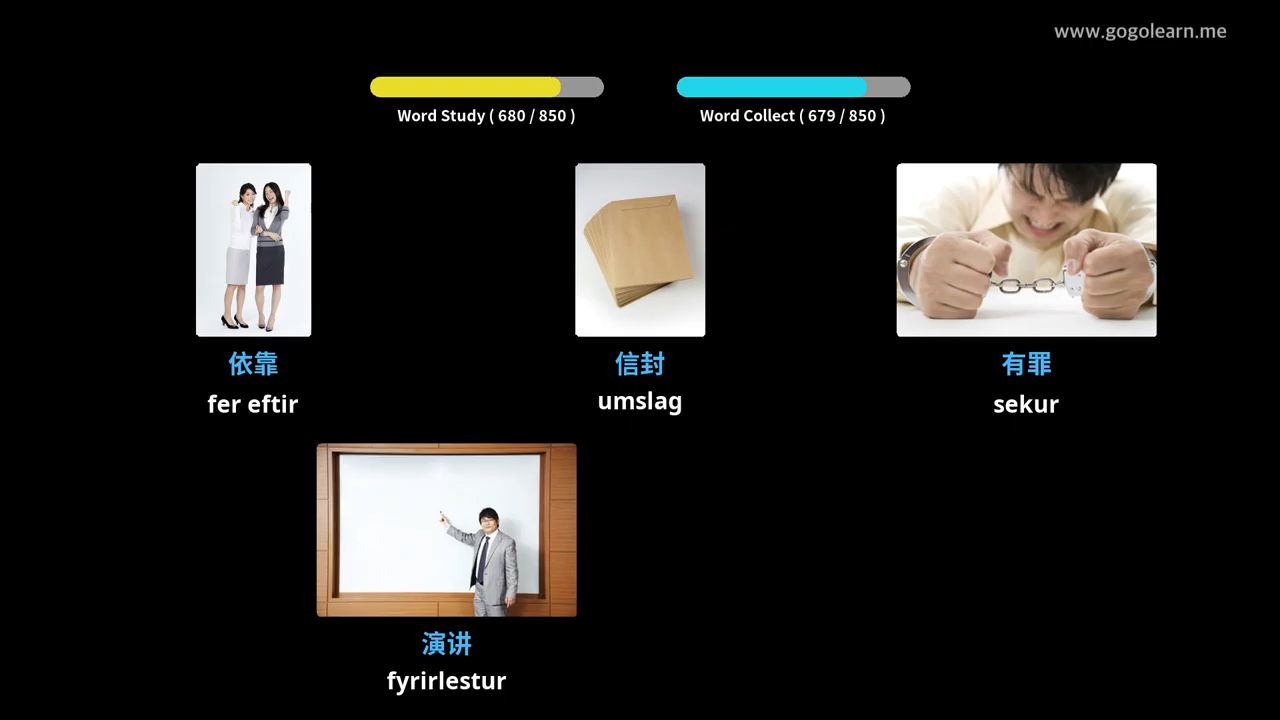 www.gogolearn.me
Word Study ( 680 / 850 )
Word Collect ( 679 / 850 )
依靠
fer eftir
信封
umslag
有罪
sekur
演讲
fyrirlestur